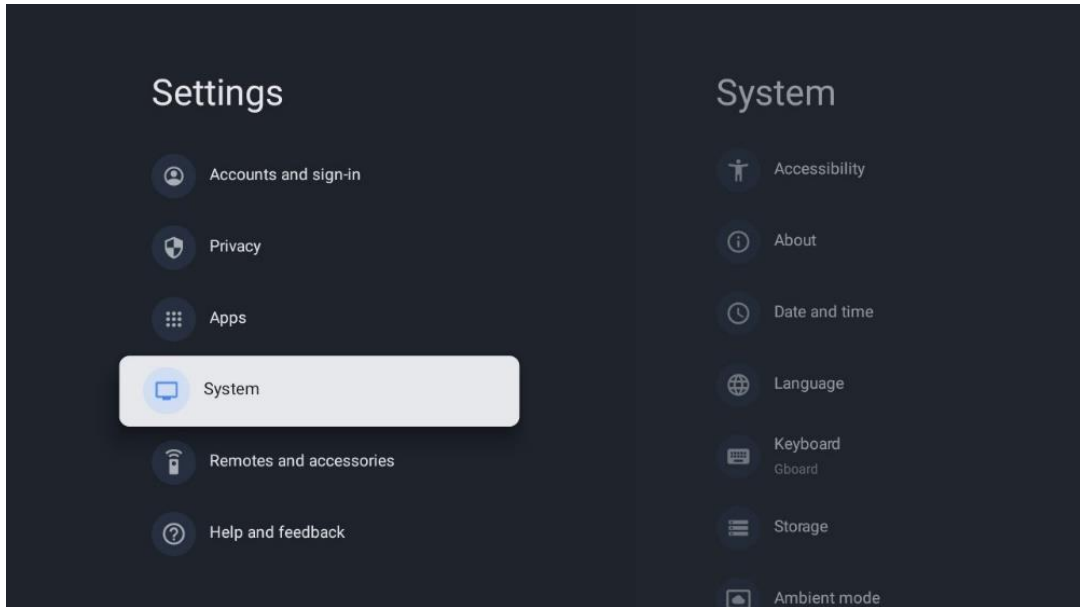 Settings
Accounts and sign-in
Privacy
Apps
System
Remotes and accessories
Help and feedback
System
Accessibility
About
Date and time
Language
Keyboard
Gboard
Storage
Ambient mode